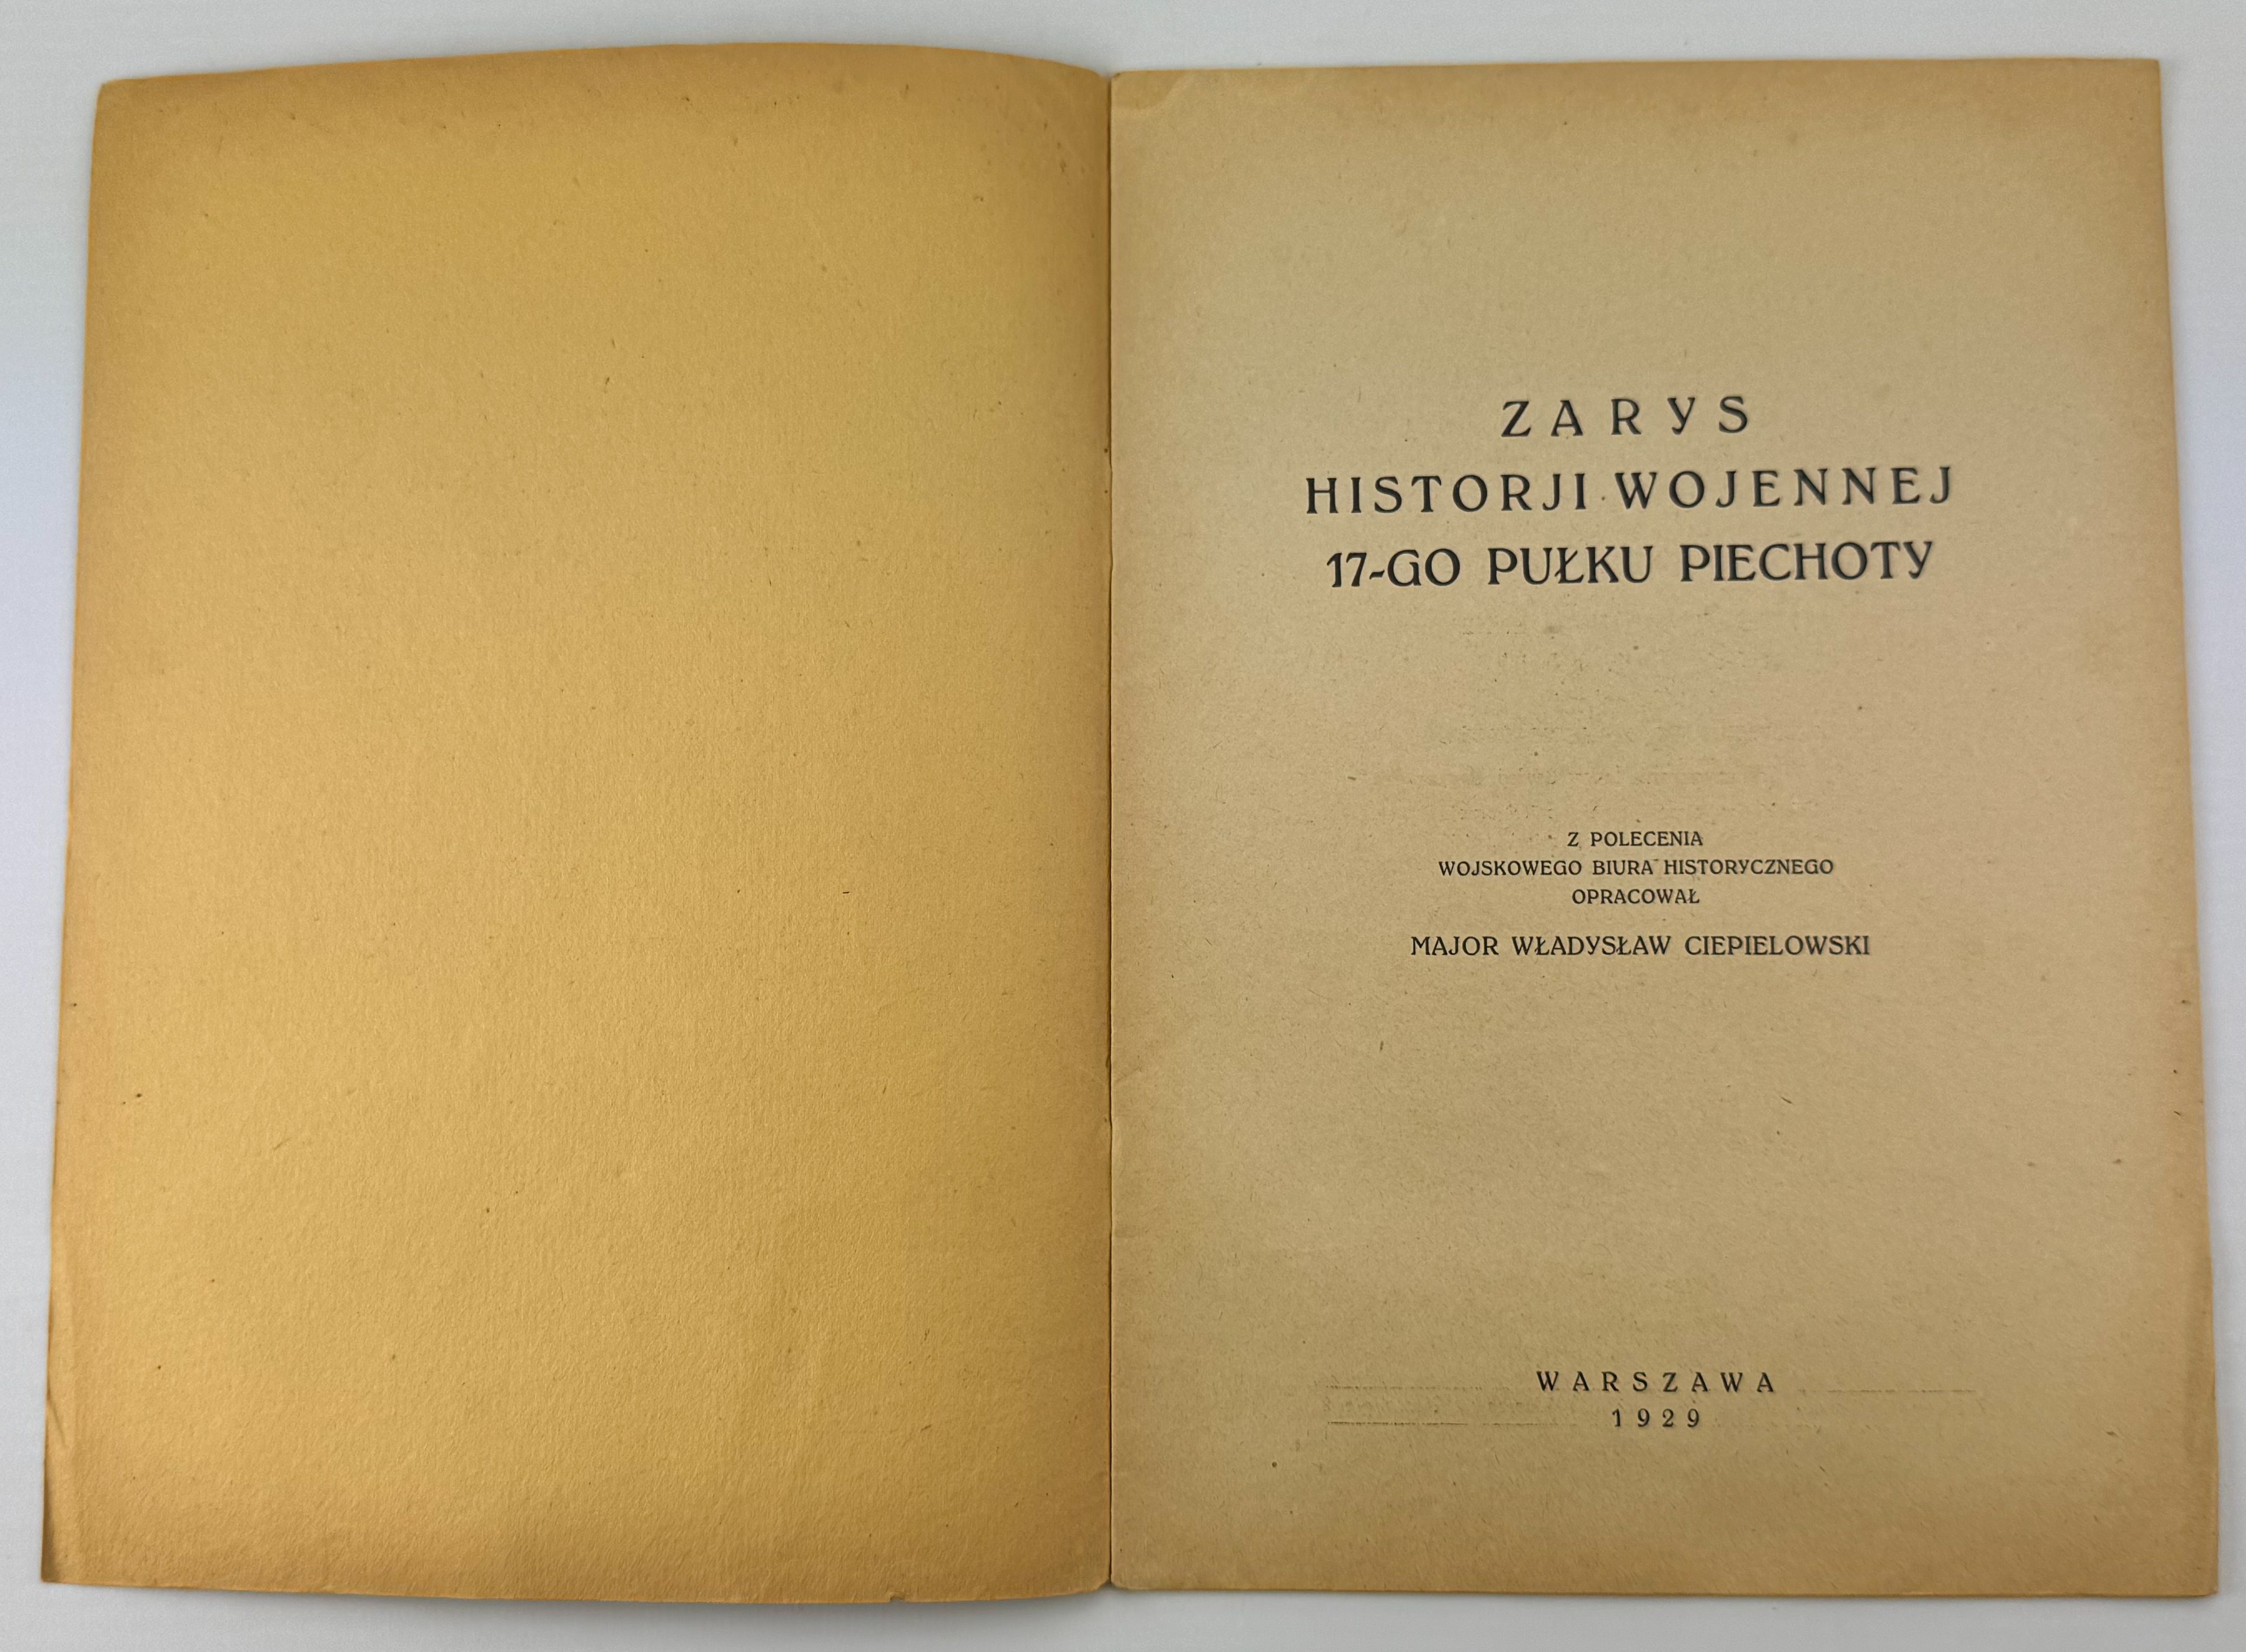 ZARYS
HISTORJI WOJENNEJ
17-GO PUŁKU PIECHOTY
Z POLECENIA
WOJSKOWEGO BIURA HISTORYCZNEGO
OPRACOWAŁ
MAJOR WŁADYSŁAW CIEPIELOWSKI
WARSZAWA
1929